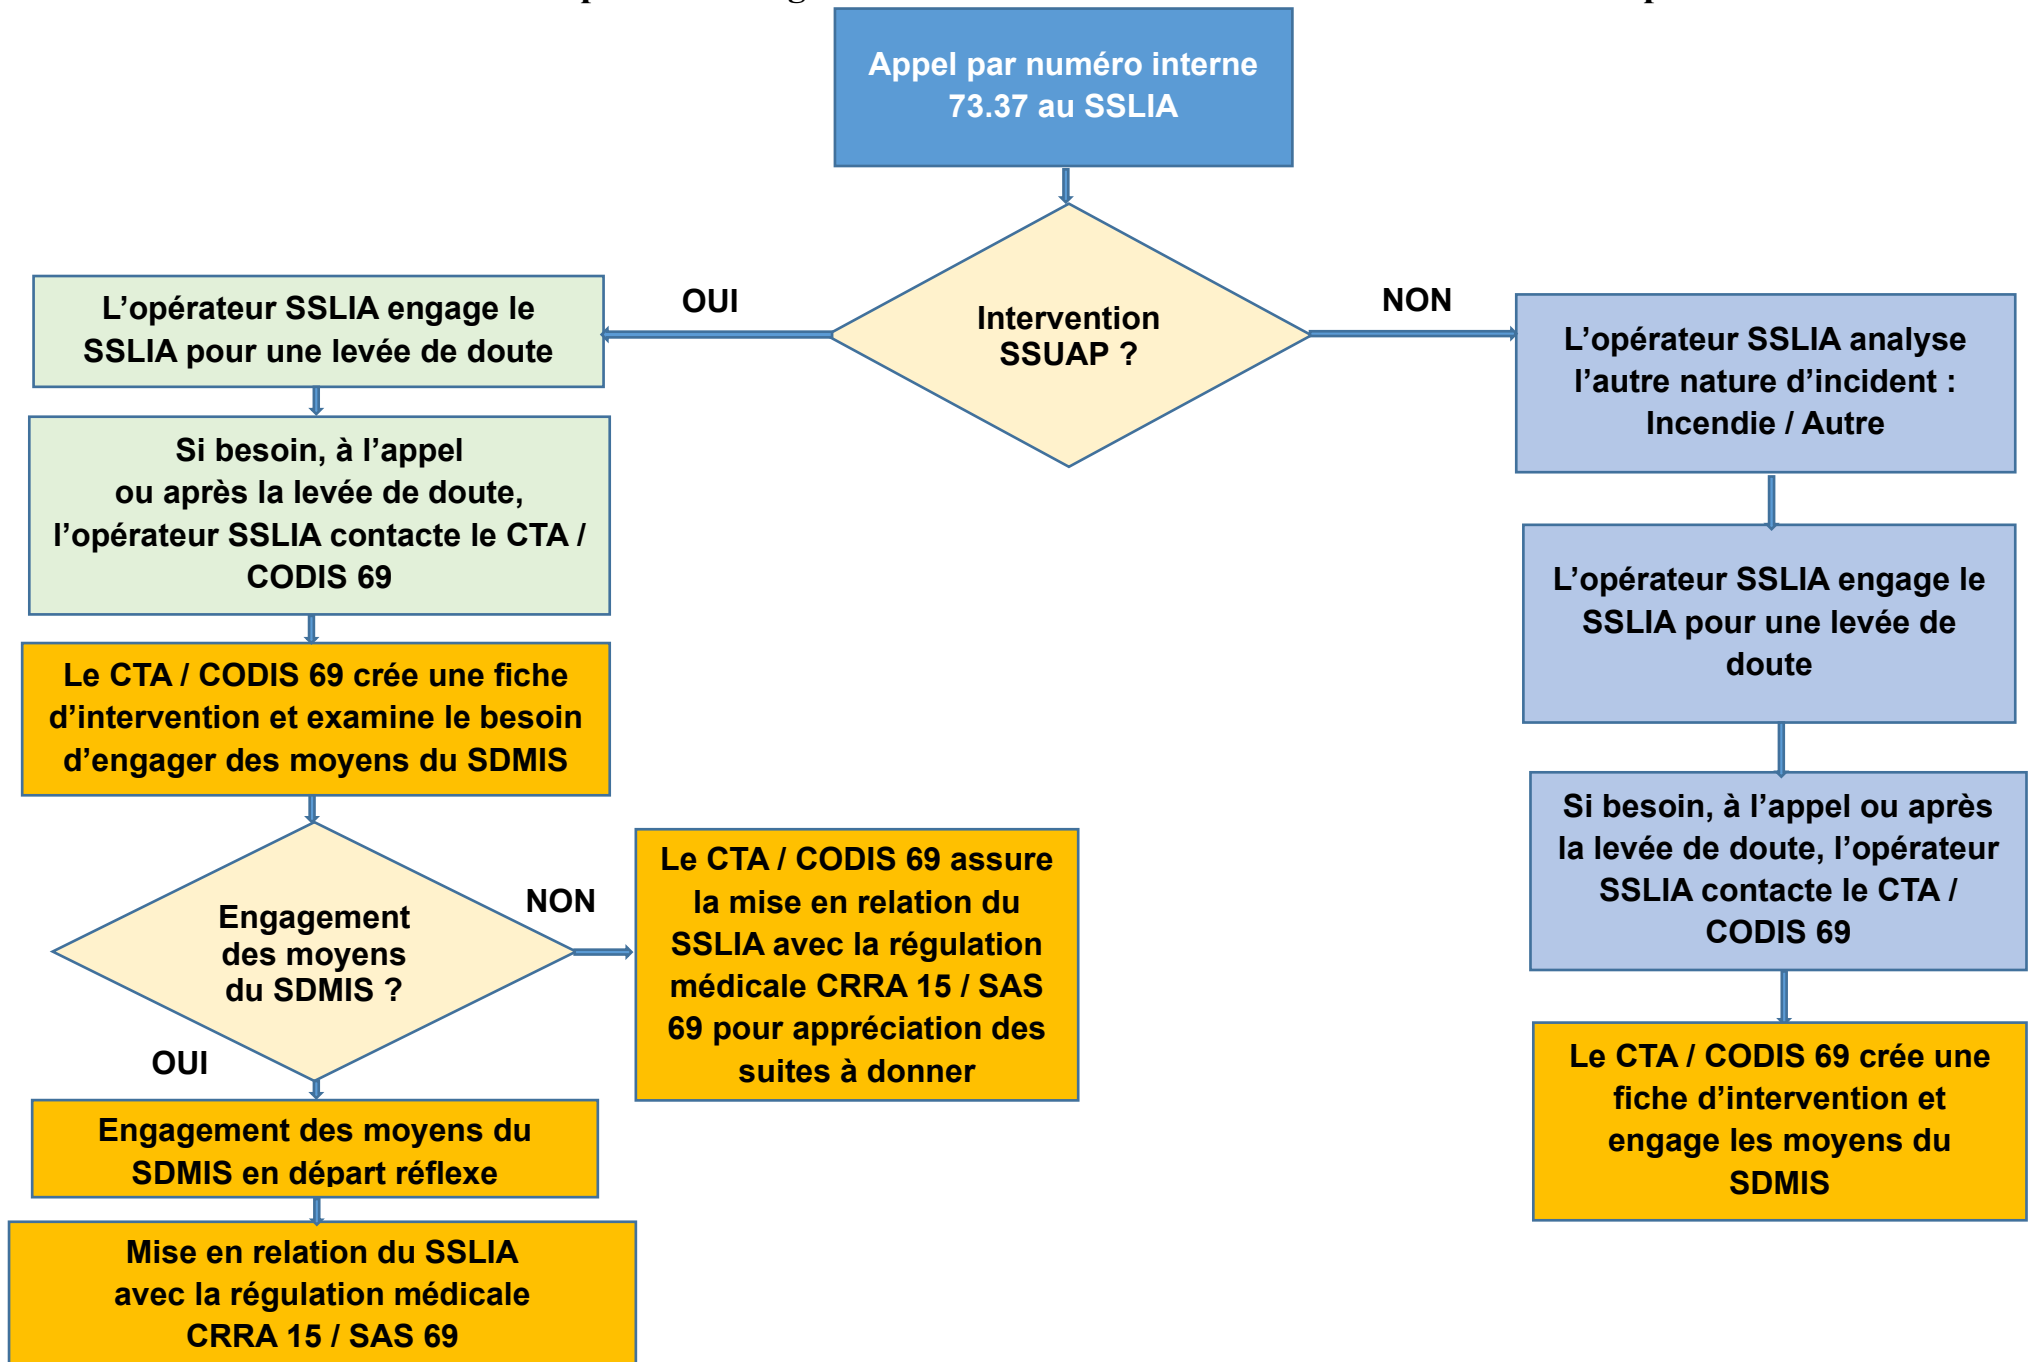 Appel par numéro interne
73.37 au SSLIA
Intervention
SSUAP ?
OUI
NON
L’opérateur SSLIA engage le
SSLIA pour une levée de doute
Si besoin, à l’appel
ou après la levée de doute,
l’opérateur SSLIA contacte le CTA /
CODIS 69
Le CTA / CODIS 69 crée une fiche
d’intervention et examine le besoin
d’engager des moyens du SDMIS
Engagement
des moyens
du SDMIS ?
NON
OUI
Le CTA / CODIS 69 assure
la mise en relation du
SSLIA avec la régulation
médicale CRRA 15 / SAS
69 pour appréciation des
suites à donner
Engagement des moyens du
SDMIS en départ réflexe
Mise en relation du SSLIA
avec la régulation médicale
CRRA 15 / SAS 69
L’opérateur SSLIA analyse
l’autre nature d’incident :
Incendie / Autre
L’opérateur SSLIA engage le
SSLIA pour une levée de
doute
Si besoin, à l’appel ou après
la levée de doute, l’opérateur
SSLIA contacte le CTA /
CODIS 69
Le CTA / CODIS 69 crée une
fiche d’intervention et
engage les moyens du
SDMIS